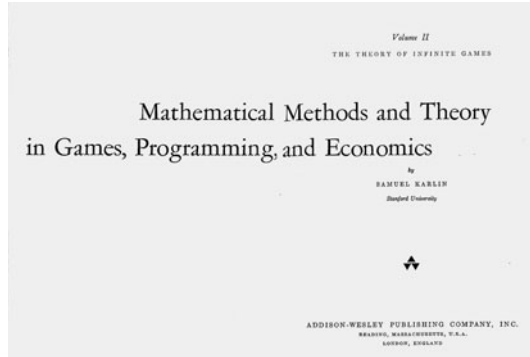 Volume II
THE THEORY OF INFINITE GAMES
Mathematical Methods and Theory
in Games, Programming, and Economics
by
SAMUEL KARLIN
Stanford University
ADDISON-WESLEY PUBLISHING COMPANY, INC.
READING, MASSACHUSETTS, U.S.A.
LONDON, ENGLAND